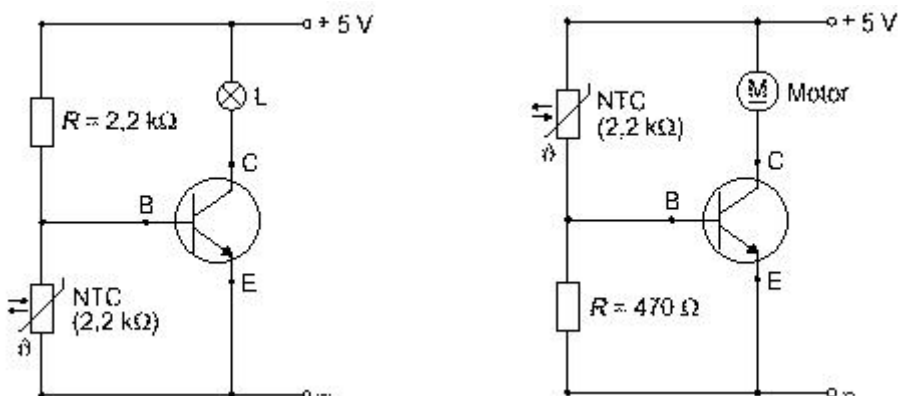 + 5 V
L
R = 2,2 kΩ
C
B
E
NTC
(2,2 kΩ)
ϑ
+ 5 V
NTC
(2,2 kΩ)
ϑ
M Motor
C
B
E
R = 470 Ω